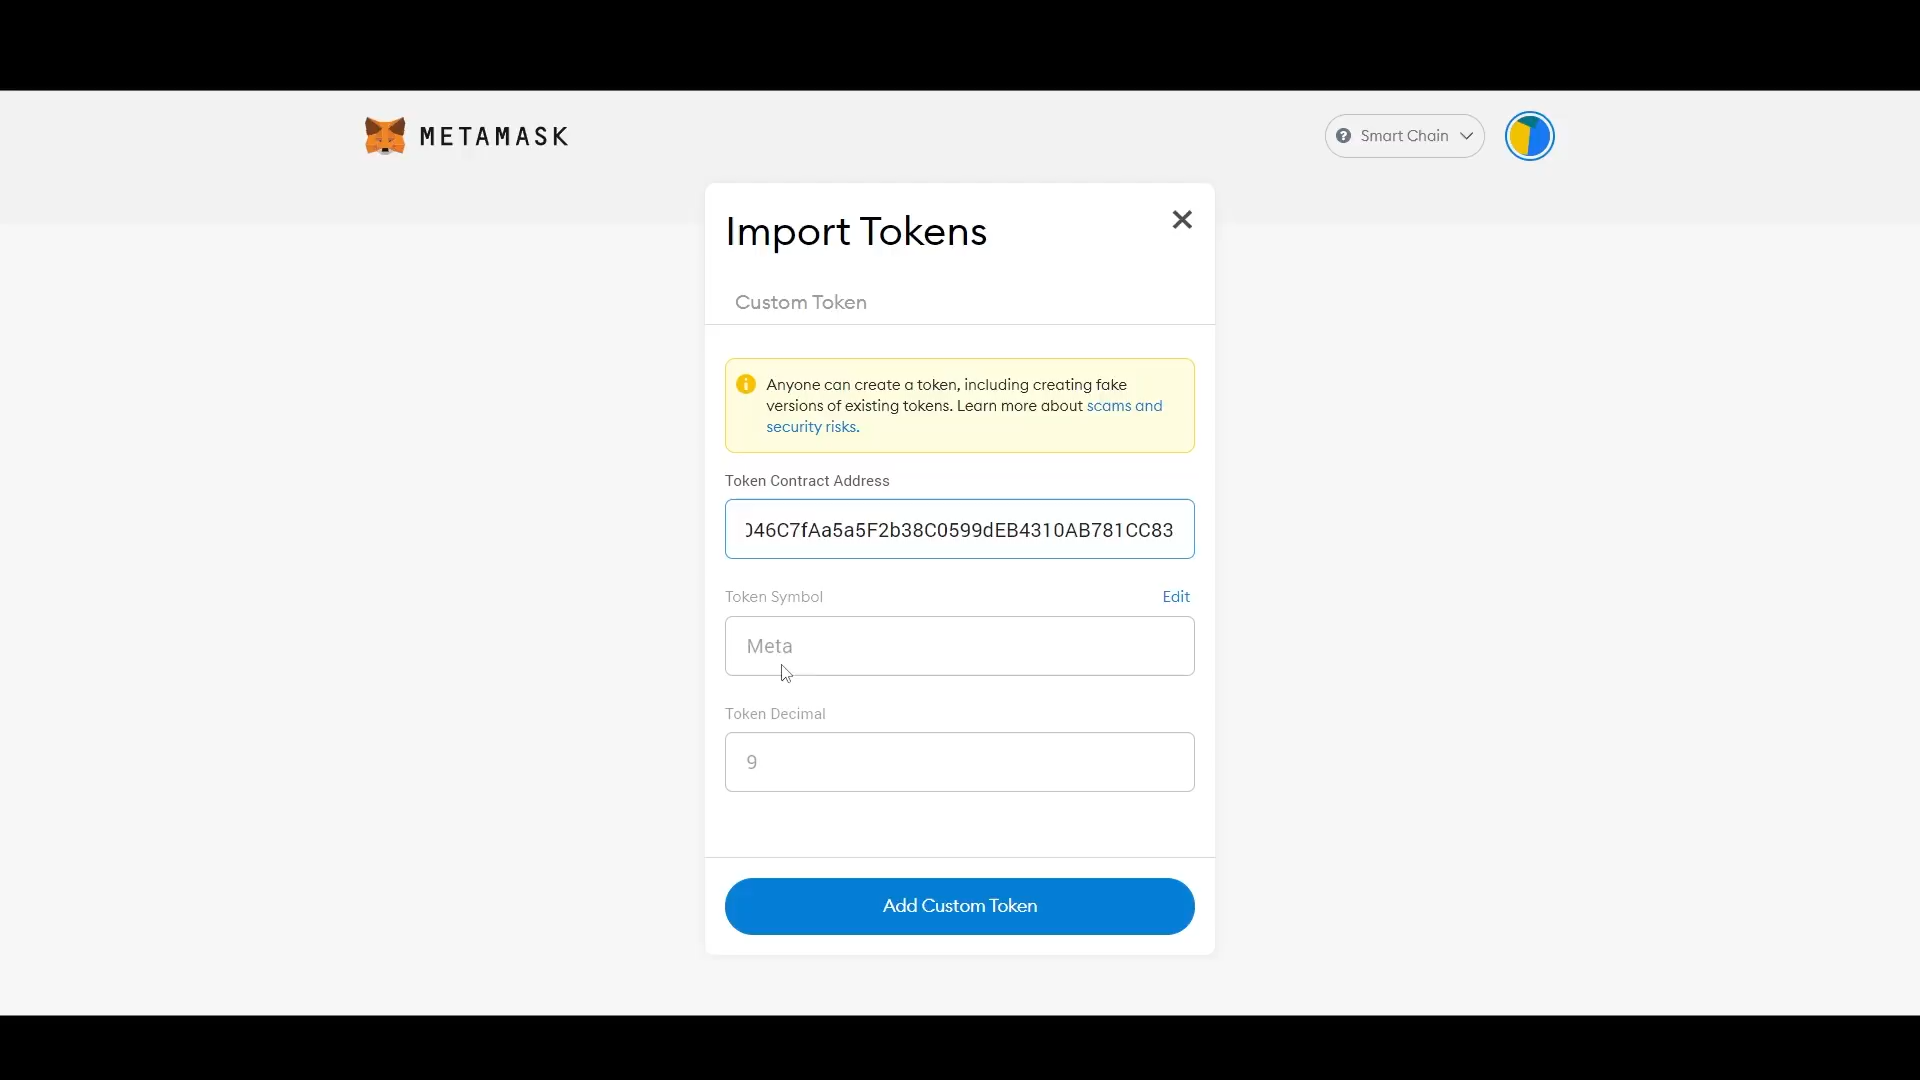 METAMASK
Smart Chain
Import Tokens
Custom Token
Anyone can create a token, including creating fake
versions of existing tokens. Learn more about scams and
security risks.
Token Contract Address
046C7fAa5a5F2b38C0599dEB4310AB781CC83
Token Symbol
Edit
Meta
Token Decimal
9
Add Custom Token